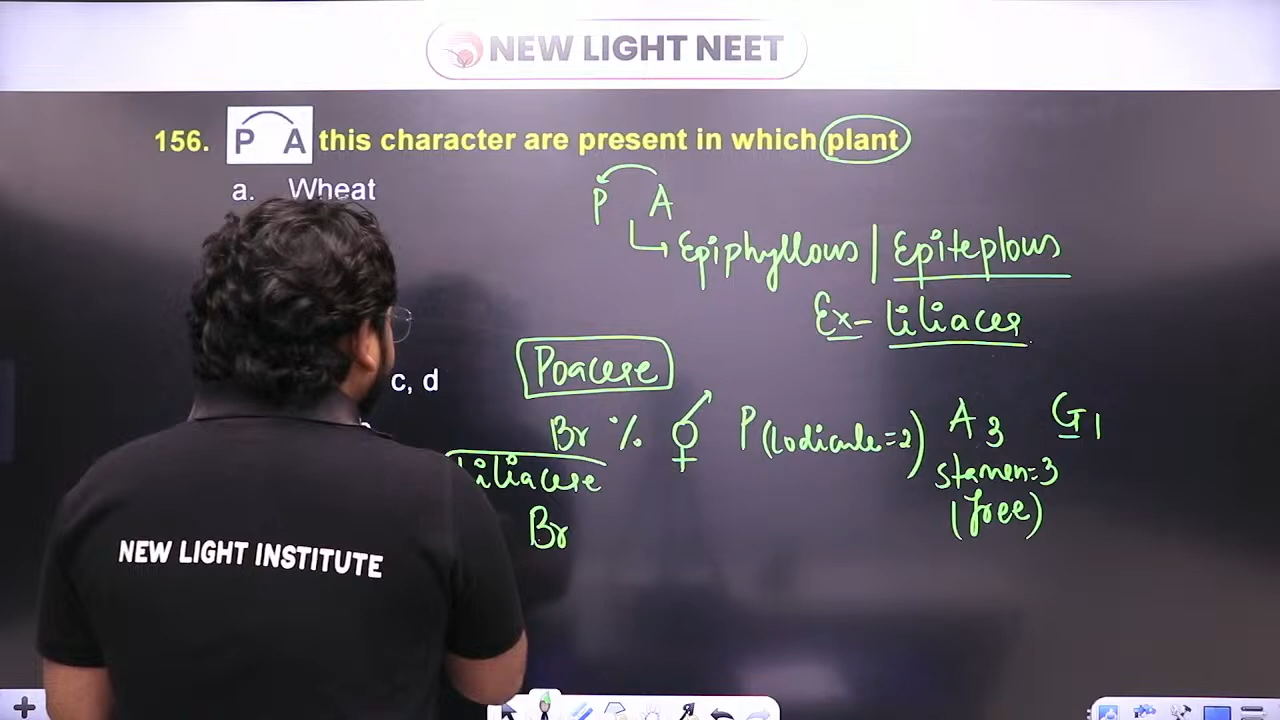 NEW LIGHT NEET
156. P A this character are present in which plant
a. Wheat
P A
Epiphyllous | Epiteplous
Ex- Liliacee
c, d
Poaceae
Br % ⚥ P (Lodicule=2) A3 G1
Liliaceae
stamen=3
(free)
Br
NEW LIGHT INSTITUTE